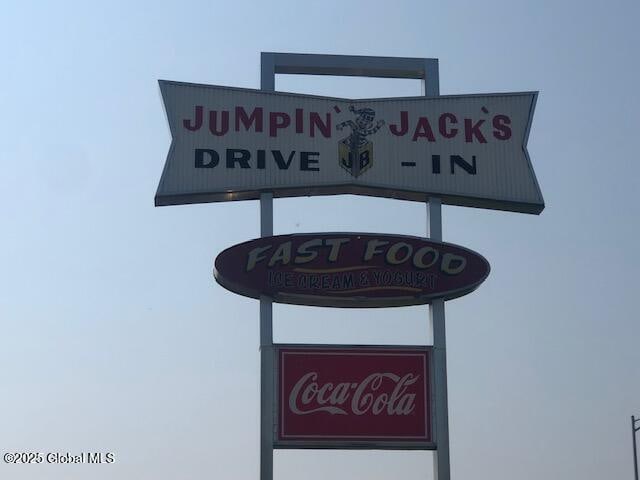 JUMPIN' JACK'S
DRIVE JB - IN
FAST FOOD
ICE CREAM & YOGURT
Coca-Cola
©2025 Global MLS